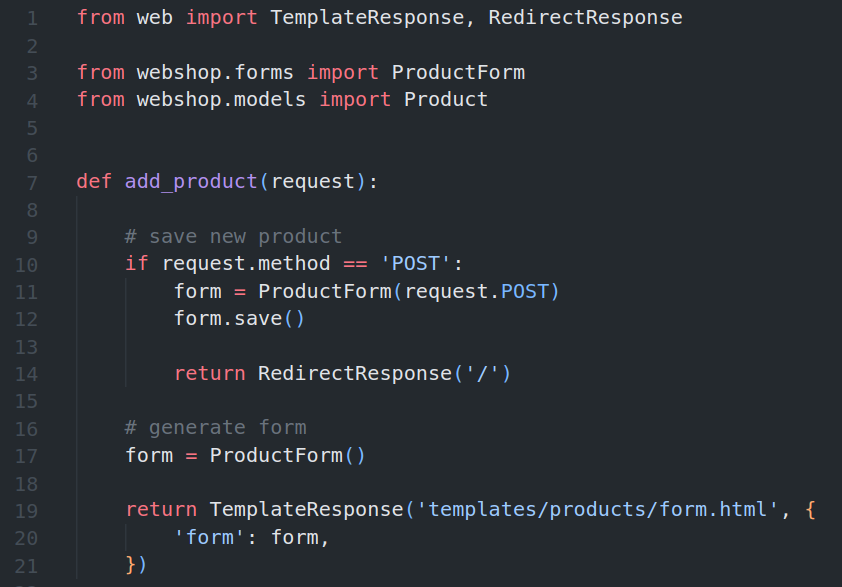 1 from web import TemplateResponse, RedirectResponse
2
3 from webshop.forms import ProductForm
4 from webshop.models import Product
5
6
7 def add_product(request):
8
9     # save new product
10     if request.method == 'POST':
11         form = ProductForm(request.POST)
12         form.save()
13
14         return RedirectResponse('/')
15
16     # generate form
17     form = ProductForm()
18
19     return TemplateResponse('templates/products/form.html', {
20         'form': form,
21     })